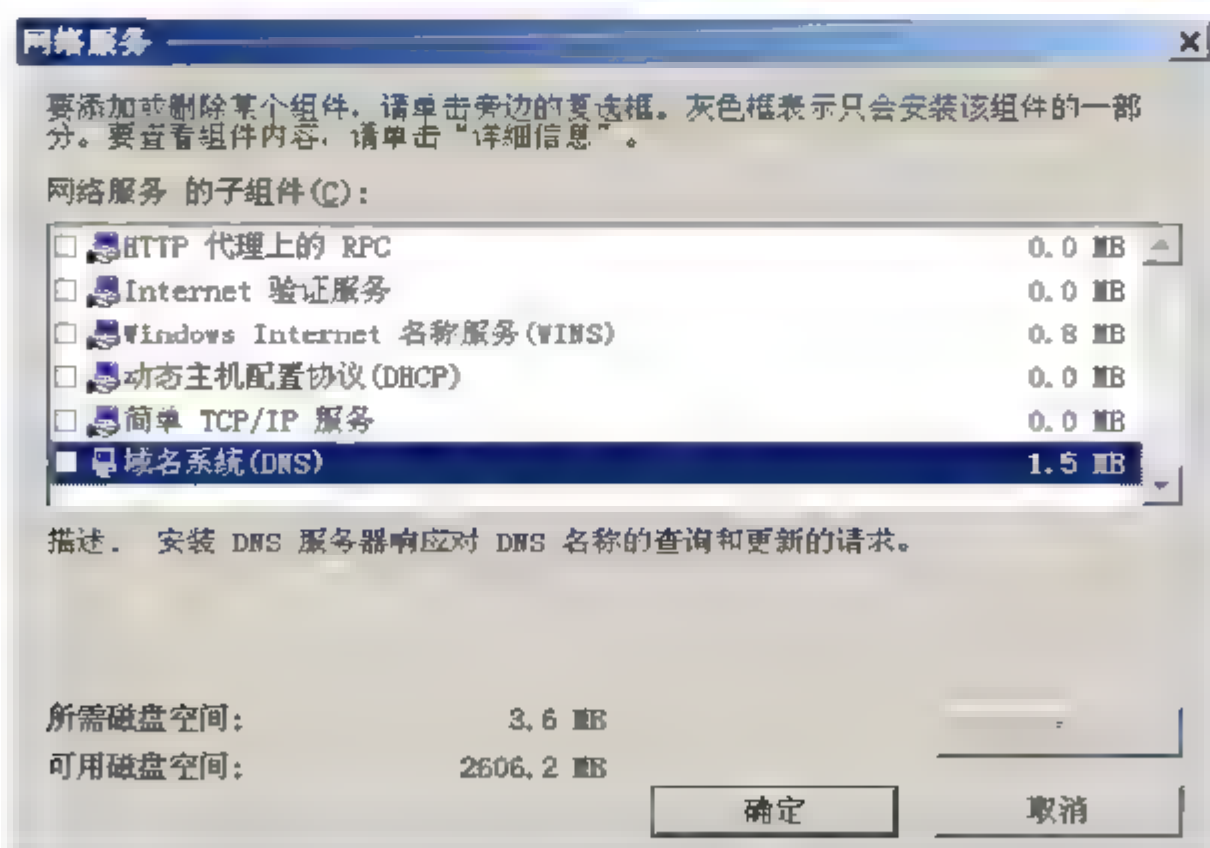 网络服务
要添加或删除某个组件，请单击旁边的复选框。灰色框表示只会安装该组件的一部
分。要查看组件内容，请单击“详细信息”。
网络服务 的子组件(C):
HTTP 代理上的 RPC 0.0 MB
Internet 验证服务 0.0 MB
Windows Internet 名称服务(WINS) 0.8 MB
动态主机配置协议(DHCP) 0.0 MB
简单 TCP/IP 服务 0.0 MB
域名系统(DNS) 1.5 MB
描述: 安装 DNS 服务器响应对 DNS 名称的查询和更新的请求。
所需磁盘空间: 3.6 MB
可用磁盘空间: 2606.2 MB
确定 取消